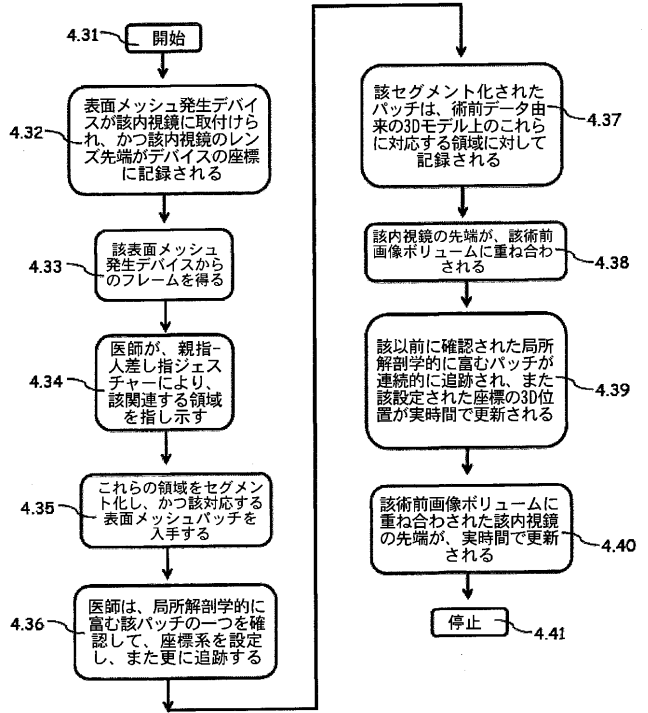 4.31
開始
4.32
表面メッシュ発生デバイ
スが該内視鏡に取付けら
れ、かつ該内視鏡のレン
ズ先端がデバイスの座標
に記録される
4.33
該表面メッシュ
発生デバイスから
のフレームを得る
4.34
医師が、親指-
人差し指ジェス
チャーにより、
該関連する領域
を指し示す
4.35
これらの領域をセグメント
化し、かつ該対応する
表面メッシュパッチを
入手する
4.36
医師は、局所解剖学的に
富む該パッチの一つを確
認して、座標系を設定
し、また更に追跡する
該セグメント化された
パッチは、術前データ由
来の3Dモデル上のこれら
に対応する領域に対して
記録される
4.37
該内視鏡の先端が、該術前
画像ボリュームに重ね合わ
される
4.38
該以前に確認された局所
解剖学的に富むパッチが
連続的に追跡され、また
該設定された座標の3D位
置が実時間で更新される
4.39
該術前画像ボリュームに
重ね合わされた該内視鏡
の先端が、実時間で更新
される
4.40
停止
4.41